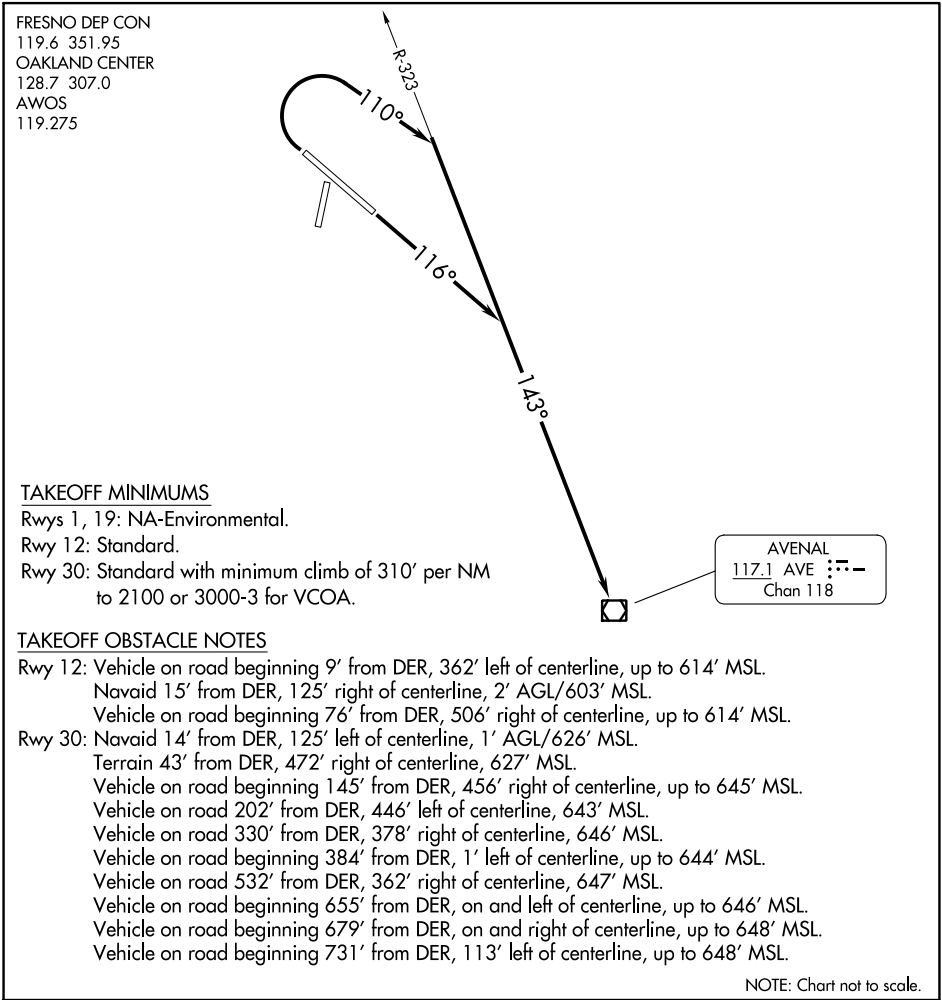 FRESNO DEP CON
119.6 351.95
OAKLAND CENTER
128.7 307.0
AWOS
119.275
R-323
110°
116°
143°
TAKEOFF MINIMUMS
Rwys 1, 19: NA-Environmental.
Rwy 12: Standard.
Rwy 30: Standard with minimum climb of 310' per NM
to 2100 or 3000-3 for VCOA.
AVENAL
117.1 AVE
Chan 118
TAKEOFF OBSTACLE NOTES
Rwy 12: Vehicle on road beginning 9' from DER, 362' left of centerline, up to 614' MSL.
Navaid 15' from DER, 125' right of centerline, 2' AGL/603' MSL.
Vehicle on road beginning 76' from DER, 506' right of centerline, up to 614' MSL.
Rwy 30: Navaid 14' from DER, 125' left of centerline, 1' AGL/626' MSL.
Terrain 43' from DER, 472' right of centerline, 627' MSL.
Vehicle on road beginning 145' from DER, 456' right of centerline, up to 645' MSL.
Vehicle on road 202' from DER, 446' left of centerline, 643' MSL.
Vehicle on road 330' from DER, 378' right of centerline, 646' MSL.
Vehicle on road beginning 384' from DER, 1' left of centerline, up to 644' MSL.
Vehicle on road 532' from DER, 362' right of centerline, 647' MSL.
Vehicle on road beginning 655' from DER, on and left of centerline, up to 646' MSL.
Vehicle on road beginning 679' from DER, on and right of centerline, up to 648' MSL.
Vehicle on road beginning 731' from DER, 113' left of centerline, up to 648' MSL.
NOTE: Chart not to scale.